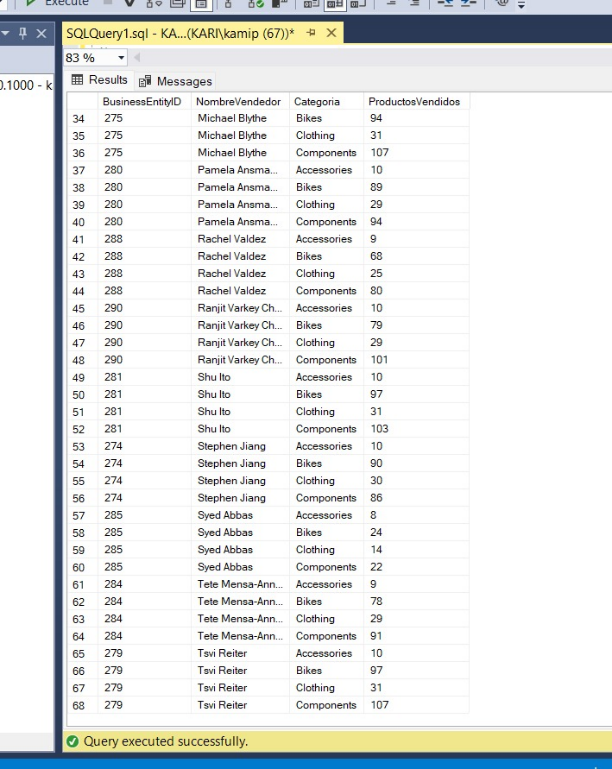 Execute
SQLQuery1.sql - KA...(KARI\kamip (67))*
0.1000 - k
83 %
Results Messages
BusinessEntityID NombreVendedor Categoria ProductosVendidos
34 275 Michael Blythe Bikes 94
35 275 Michael Blythe Clothing 31
36 275 Michael Blythe Components 107
37 280 Pamela Ansma... Accessories 10
38 280 Pamela Ansma... Bikes 89
39 280 Pamela Ansma... Clothing 29
40 280 Pamela Ansma... Components 94
41 288 Rachel Valdez Accessories 9
42 288 Rachel Valdez Bikes 68
43 288 Rachel Valdez Clothing 25
44 288 Rachel Valdez Components 80
45 290 Ranjit Varkey Ch... Accessories 10
46 290 Ranjit Varkey Ch... Bikes 79
47 290 Ranjit Varkey Ch... Clothing 29
48 290 Ranjit Varkey Ch... Components 101
49 281 Shu Ito Accessories 10
50 281 Shu Ito Bikes 97
51 281 Shu Ito Clothing 31
52 281 Shu Ito Components 103
53 274 Stephen Jiang Accessories 10
54 274 Stephen Jiang Bikes 90
55 274 Stephen Jiang Clothing 30
56 274 Stephen Jiang Components 86
57 285 Syed Abbas Accessories 8
58 285 Syed Abbas Bikes 24
59 285 Syed Abbas Clothing 14
60 285 Syed Abbas Components 22
61 284 Tete Mensa-Ann... Accessories 9
62 284 Tete Mensa-Ann... Bikes 78
63 284 Tete Mensa-Ann... Clothing 29
64 284 Tete Mensa-Ann... Components 91
65 279 Tsvi Reiter Accessories 10
66 279 Tsvi Reiter Bikes 97
67 279 Tsvi Reiter Clothing 31
68 279 Tsvi Reiter Components 107
Query executed successfully.